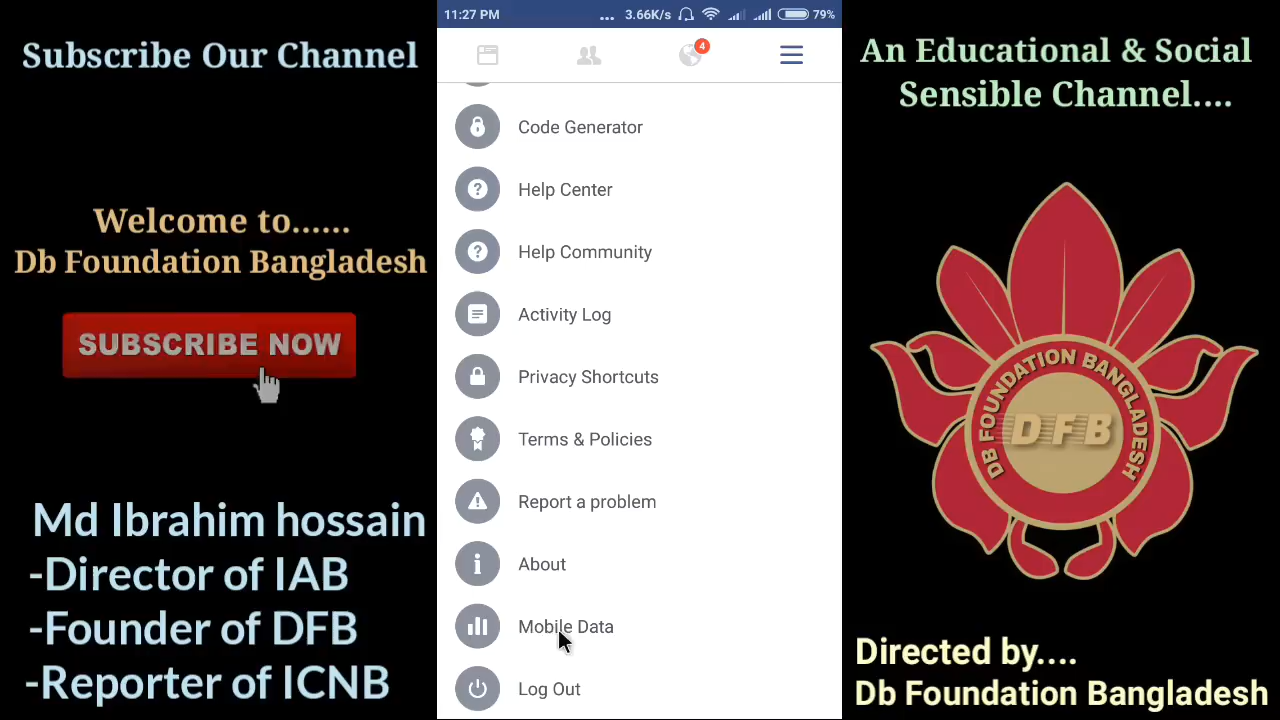 Subscribe Our Channel
Welcome to......
Db Foundation Bangladesh
SUBSCRIBE NOW
Md Ibrahim hossain
-Director of IAB
-Founder of DFB
-Reporter of ICNB
11:27 PM ... 3.66K/s 79%
4
Code Generator
Help Center
Help Community
Activity Log
Privacy Shortcuts
Terms & Policies
Report a problem
About
Mobile Data
Log Out
An Educational & Social
Sensible Channel....
DB FOUNDATION BANGLADESH
DFB
Directed by....
Db Foundation Bangladesh